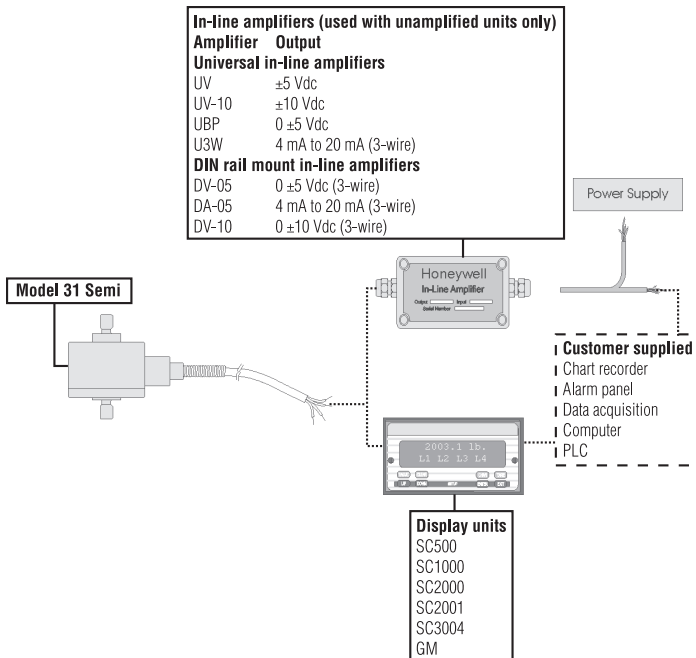 In-line amplifiers (used with unamplified units only)
Amplifier Output
Universal in-line amplifiers
UV ±5 Vdc
UV-10 ±10 Vdc
UBP 0 ±5 Vdc
U3W 4 mA to 20 mA (3-wire)
DIN rail mount in-line amplifiers
DV-05 0 ±5 Vdc (3-wire)
DA-05 4 mA to 20 mA (3-wire)
DV-10 0 ±10 Vdc (3-wire)
Power Supply
Honeywell
In-Line Amplifier
Output Input
Serial Number
Model 31 Semi
Customer supplied
Chart recorder
Alarm panel
Data acquisition
Computer
PLC
2003.1 lb.
L1 L2 L3 L4
UP DOWN SETUP ENTER EXIT
Display units
SC500
SC1000
SC2000
SC2001
SC3004
GM